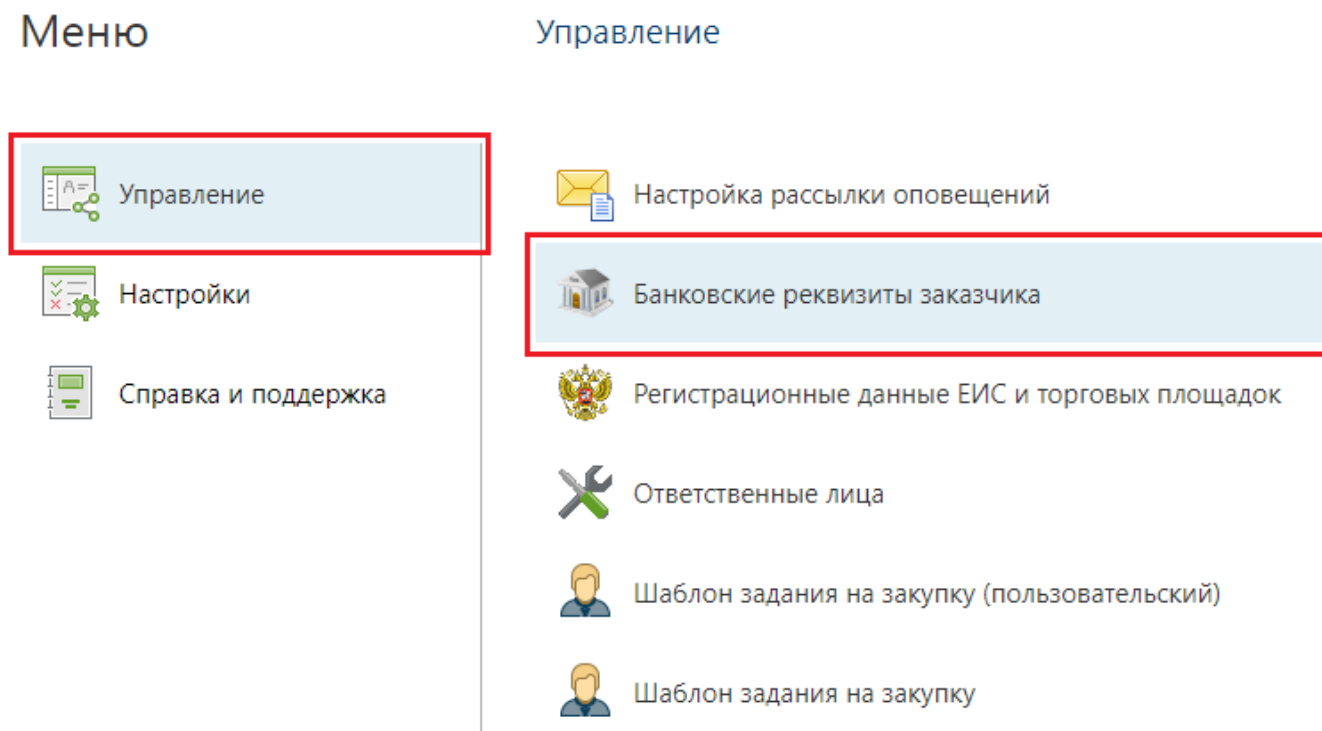 Меню
Управление
Управление
Настройки
Справка и поддержка
Настройка рассылки оповещений
Банковские реквизиты заказчика
Регистрационные данные ЕИС и торговых площадок
Ответственные лица
Шаблон задания на закупку (пользовательский)
Шаблон задания на закупку